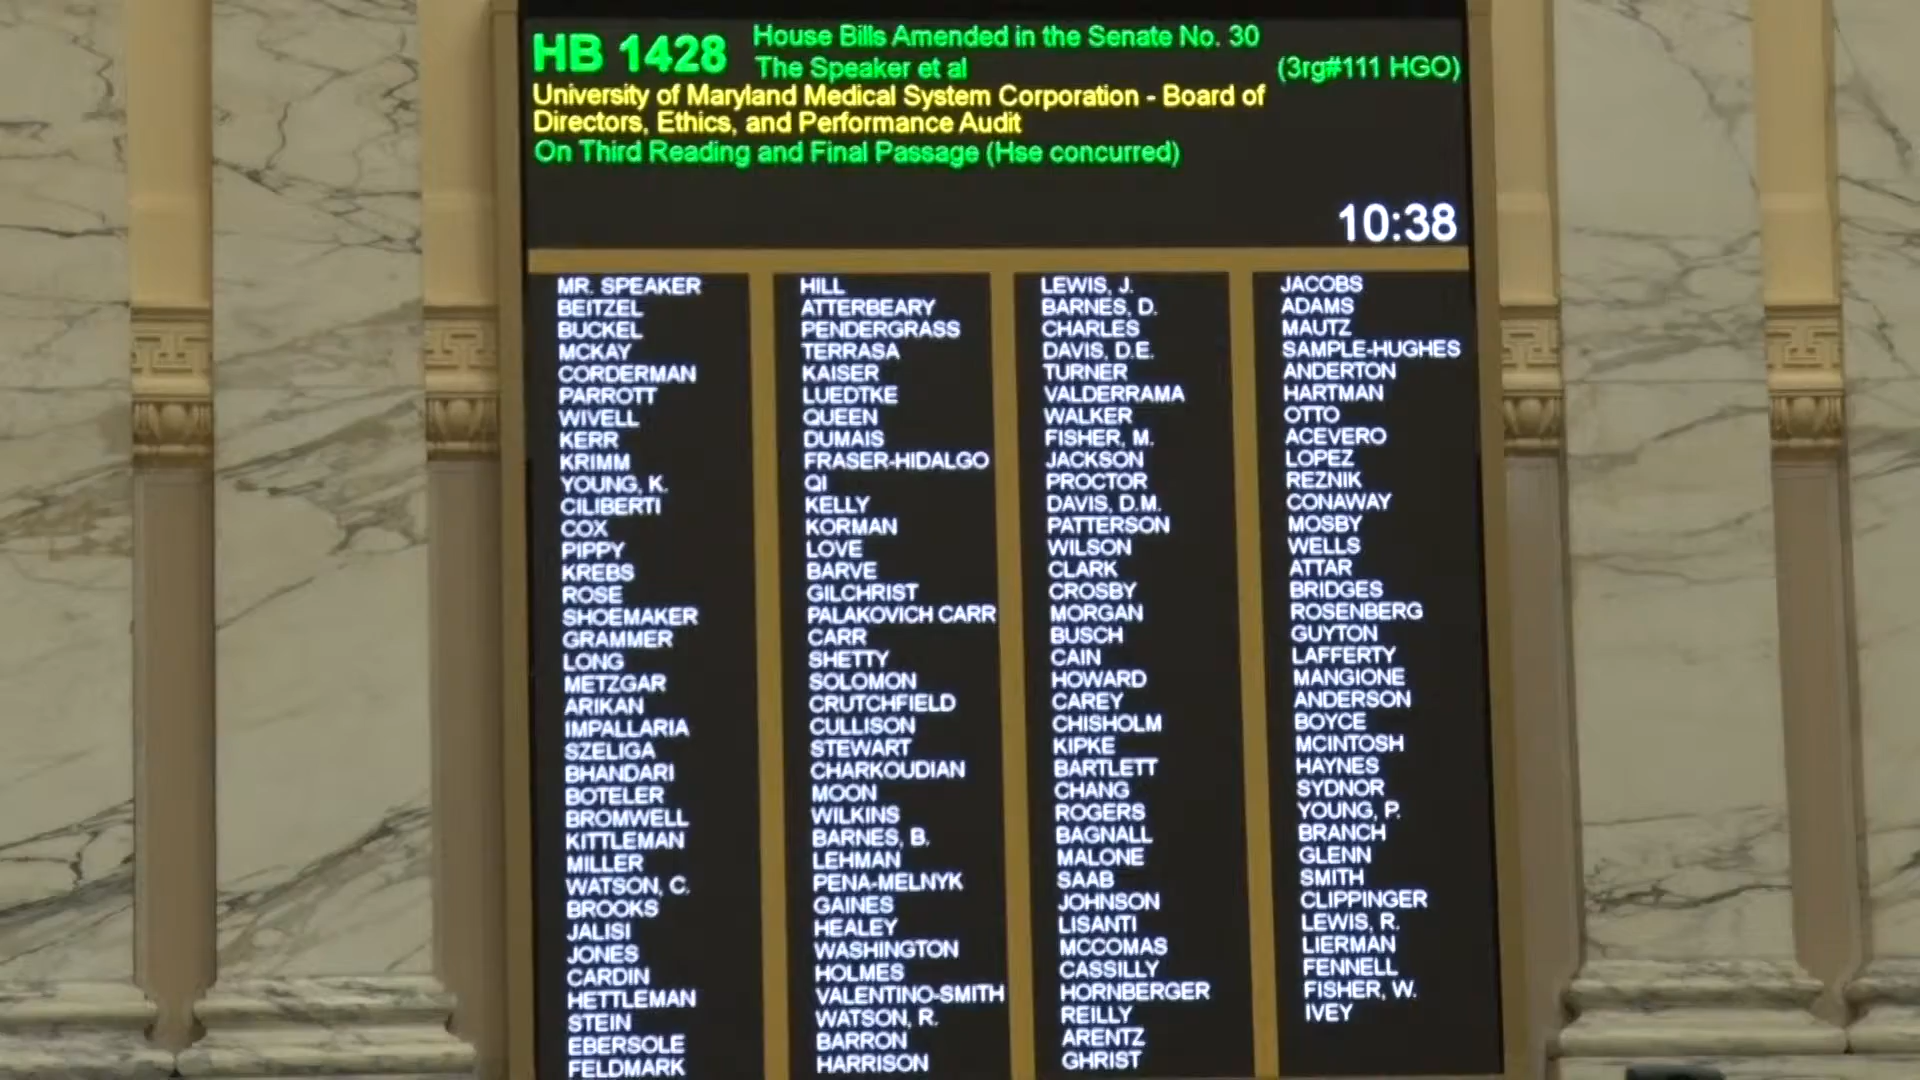 HB 1428
House Bills Amended in the Senate No. 30
The Speaker et al
(3rg#111 HGO)
University of Maryland Medical System Corporation - Board of
Directors, Ethics, and Performance Audit
On Third Reading and Final Passage (Hse concurred)
10:38
MR. SPEAKER
BEITZEL
BUCKEL
MCKAY
CORDERMAN
PARROTT
WIVELL
KERR
KRIMM
YOUNG, K.
CILIBERTI
COX
PIPPY
KREBS
ROSE
SHOEMAKER
GRAMMER
LONG
METZGAR
ARIKAN
IMPALLARIA
SZELIGA
BHANDARI
BOTELER
BROMWELL
KITTLEMAN
MILLER
WATSON, C.
BROOKS
JALISI
JONES
CARDIN
HETTLEMAN
STEIN
EBERSOLE
FELDMARK
HILL
ATTERBEARY
PENDERGRASS
TERRASA
KAISER
LUEDTKE
QUEEN
DUMAIS
FRASER-HIDALGO
QI
KELLY
KORMAN
LOVE
BARVE
GILCHRIST
PALAKOVICH CARR
CARR
SHETTY
SOLOMON
CRUTCHFIELD
CULLISON
STEWART
CHARKOUDIAN
MOON
WILKINS
BARNES, B.
LEHMAN
PENA-MELNYK
GAINES
HEALEY
WASHINGTON
HOLMES
VALENTINO-SMITH
WATSON, R.
BARRON
HARRISON
LEWIS, J.
BARNES, D.
CHARLES
DAVIS, D.E.
TURNER
VALDERRAMA
WALKER
FISHER, M.
JACKSON
PROCTOR
DAVIS, D.M.
PATTERSON
WILSON
CLARK
CROSBY
MORGAN
BUSCH
CAIN
HOWARD
CAREY
CHISHOLM
KIPKE
BARTLETT
CHANG
ROGERS
BAGNALL
MALONE
SAAB
JOHNSON
LISANTI
MCCOMAS
CASSILLY
HORNBERGER
REILLY
ARENTZ
GHRIST
JACOBS
ADAMS
MAUTZ
SAMPLE-HUGHES
ANDERTON
HARTMAN
OTTO
ACEVERO
LOPEZ
REZNIK
CONAWAY
MOSBY
WELLS
ATTAR
BRIDGES
ROSENBERG
GUYTON
LAFFERTY
MANGIONE
ANDERSON
BOYCE
MCINTOSH
HAYNES
SYDNOR
YOUNG, P.
BRANCH
GLENN
SMITH
CLIPPINGER
LEWIS, R.
LIERMAN
FENNELL
FISHER, W.
IVEY